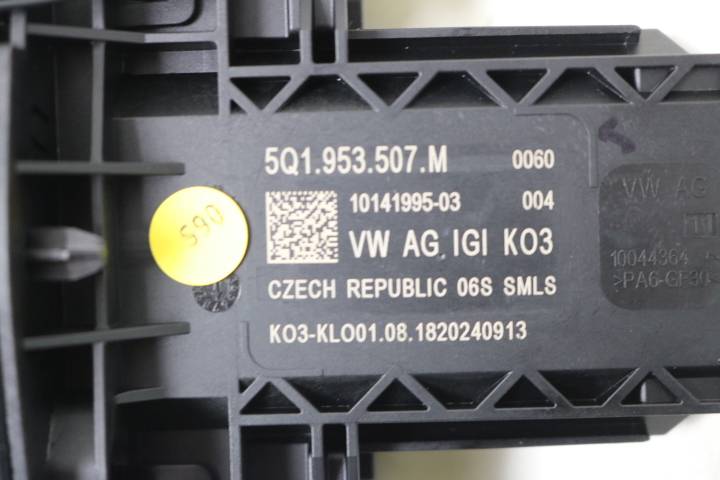 5Q1.953.507.M 0060
10141995-03 004
VW AG IGI KO3
CZECH REPUBLIC 06S SMLS
KO3-KLO01.08.1820240913
VW AG
10044364
>PA6-GF30